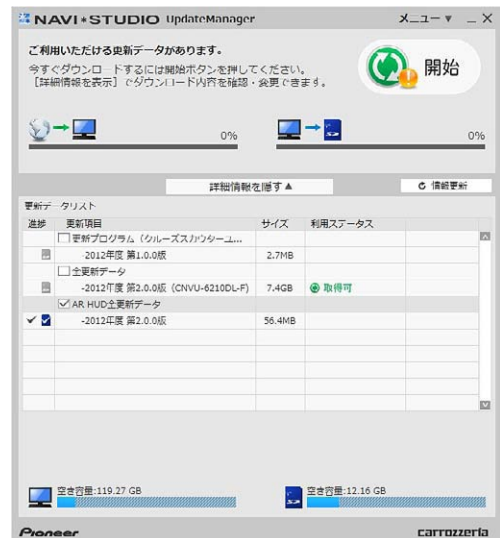 NAVI*STUDIO UpdateManager メニュー ▼ _ X
ご利用いただける更新データがあります。
今すぐダウンロードするには開始ボタンを押してください。
[詳細情報を表示]でダウンロード内容を確認・変更できます。
開始
0% 0%
詳細情報を隠す▲ 情報更新
更新データリスト
進捗 更新項目 サイズ 利用ステータス
更新プログラム(クルーズスカウターユ...
-2012年度 第1.0.0版 2.7MB
全更新データ
-2012年度 第2.0.0版 (CNVU-6210DL-F) 7.4GB 取得可
AR HUD全更新データ
-2012年度 第2.0.0版 56.4MB
空き容量:119.27 GB 空き容量:12.16 GB
Pioneer carrozzeria